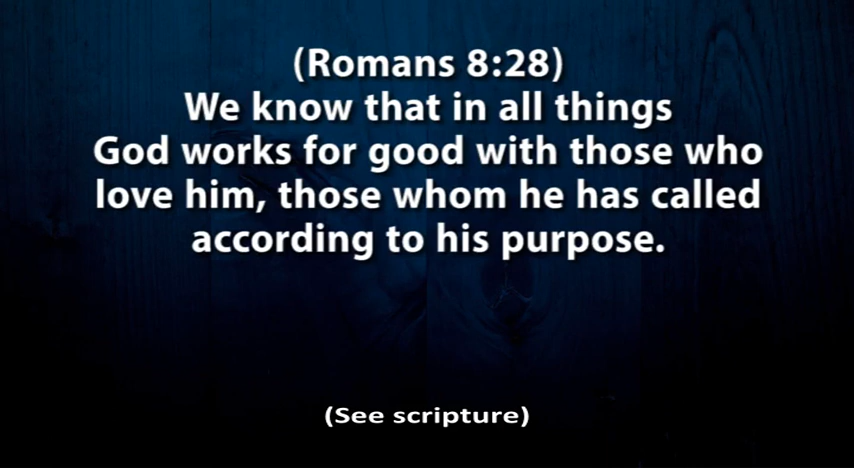 (Romans 8:28)
We know that in all things
God works for good with those who
love him, those whom he has called
according to his purpose.
(See scripture)